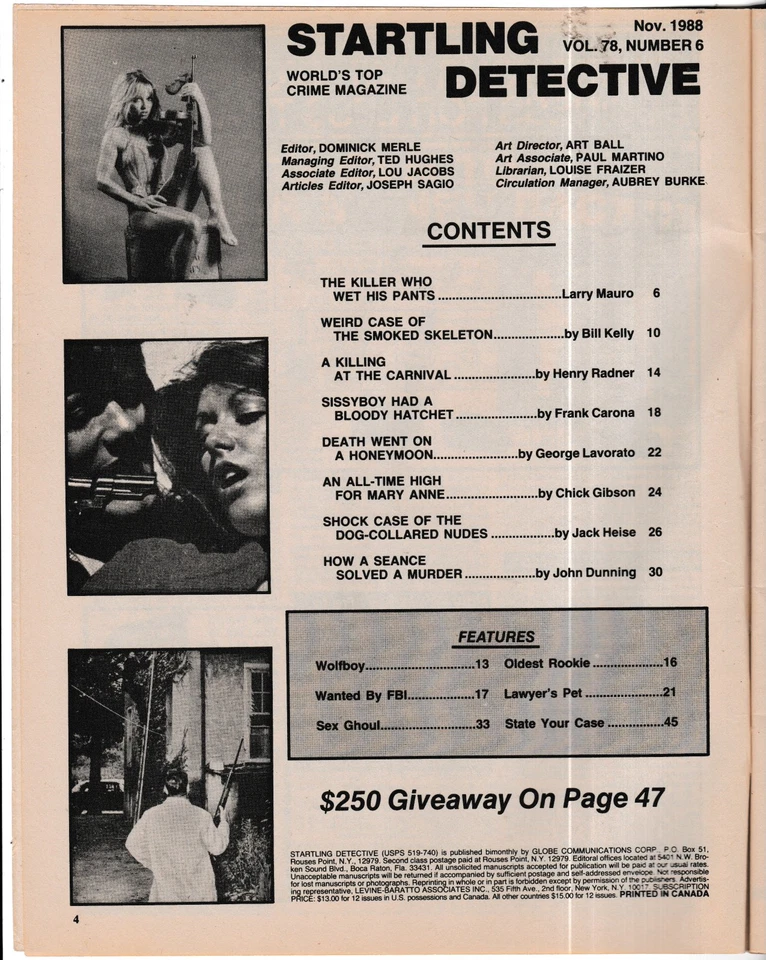 STARTLING
DETECTIVE
Nov. 1988
VOL. 78, NUMBER 6
WORLD'S TOP
CRIME MAGAZINE
Editor, DOMINICK MERLE
Managing Editor, TED HUGHES
Associate Editor, LOU JACOBS
Articles Editor, JOSEPH SAGIO
Art Director, ART BALL
Art Associate, PAUL MARTINO
Librarian, LOUISE FRAIZER
Circulation Manager, AUBREY BURKE
CONTENTS
THE KILLER WHO
WET HIS PANTS ..................................Larry Mauro 6
WEIRD CASE OF
THE SMOKED SKELETON....................by Bill Kelly 10
A KILLING
AT THE CARNIVAL .......................by Henry Radner 14
SISSYBOY HAD A
BLOODY HATCHET .......................by Frank Carona 18
DEATH WENT ON
A HONEYMOON........................by George Lavorato 22
AN ALL-TIME HIGH
FOR MARY ANNE..........................by Chick Gibson 24
SHOCK CASE OF THE
DOG-COLLARED NUDES ..................by Jack Heise 26
HOW A SEANCE
SOLVED A MURDER ....................by John Dunning 30
FEATURES
Wolfboy...............................13 Oldest Rookie ....................16
Wanted By FBI...................17 Lawyer's Pet ......................21
Sex Ghoul...........................33 State Your Case ................45
$250 Giveaway On Page 47
STARTLING DETECTIVE (USPS 519-740) is published bimonthly by GLOBE COMMUNICATIONS CORP., P.O. Box 51,
Rouses Point, N.Y., 12979. Second class postage paid at Rouses Point, N.Y. 12979. Editoral offices located at 5401 N.W. Bro-
ken Sound Blvd., Boca Raton, Fla. 33431. All unsolicited manuscripts accepted for publication will be paid at our usual rates.
Unacceptable manuscripts will be returned if accompanied by sufficient postage and self-addressed envelope. Not responsible
for lost manuscripts or photographs. Reprinting in whole or in part is forbidden except by permission of the publishers. Advertis-
ing representative, LEVINE-BARATTO ASSOCIATES INC., 535 Fifth Ave., 2nd floor, New York, N.Y. 10017. SUBSCRIPTION
PRICE: $13.00 for 12 issues in U.S. possessions and Canada. All other countries $15.00 for 12 issues. PRINTED IN CANADA
4